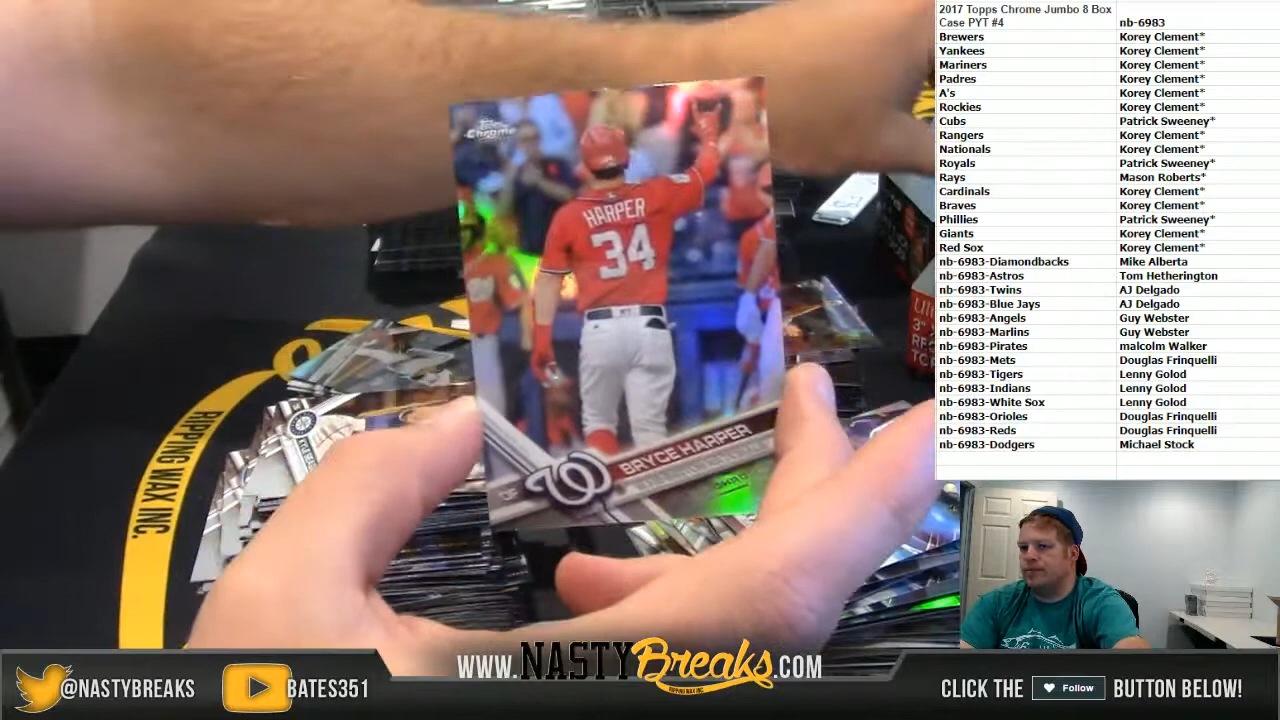 2017 Topps Chrome Jumbo 8 Box
Case PYT #4 nb-6983
Brewers Korey Clement*
Yankees Korey Clement*
Mariners Korey Clement*
Padres Korey Clement*
A's Korey Clement*
Rockies Korey Clement*
Cubs Patrick Sweeney*
Rangers Korey Clement*
Nationals Korey Clement*
Royals Patrick Sweeney*
Rays Mason Roberts*
Cardinals Korey Clement*
Braves Korey Clement*
Phillies Patrick Sweeney*
Giants Korey Clement*
Red Sox Korey Clement*
nb-6983-Diamondbacks Mike Alberta
nb-6983-Astros Tom Hetherington
nb-6983-Twins AJ Delgado
nb-6983-Blue Jays AJ Delgado
nb-6983-Angels Guy Webster
nb-6983-Marlins Guy Webster
nb-6983-Pirates malcolm Walker
nb-6983-Mets Douglas Frinquelli
nb-6983-Tigers Lenny Golod
nb-6983-Indians Lenny Golod
nb-6983-White Sox Lenny Golod
nb-6983-Orioles Douglas Frinquelli
nb-6983-Reds Douglas Frinquelli
nb-6983-Dodgers Michael Stock
Topps
Chrome
HARPER
34
W
OF
BRYCE HARPER
RIPPING WAX INC.
@NASTYBREAKS
BATES351
WWW.NASTYBreaks.COM
RIPPING WAX INC
CLICK THE Follow BUTTON BELOW!